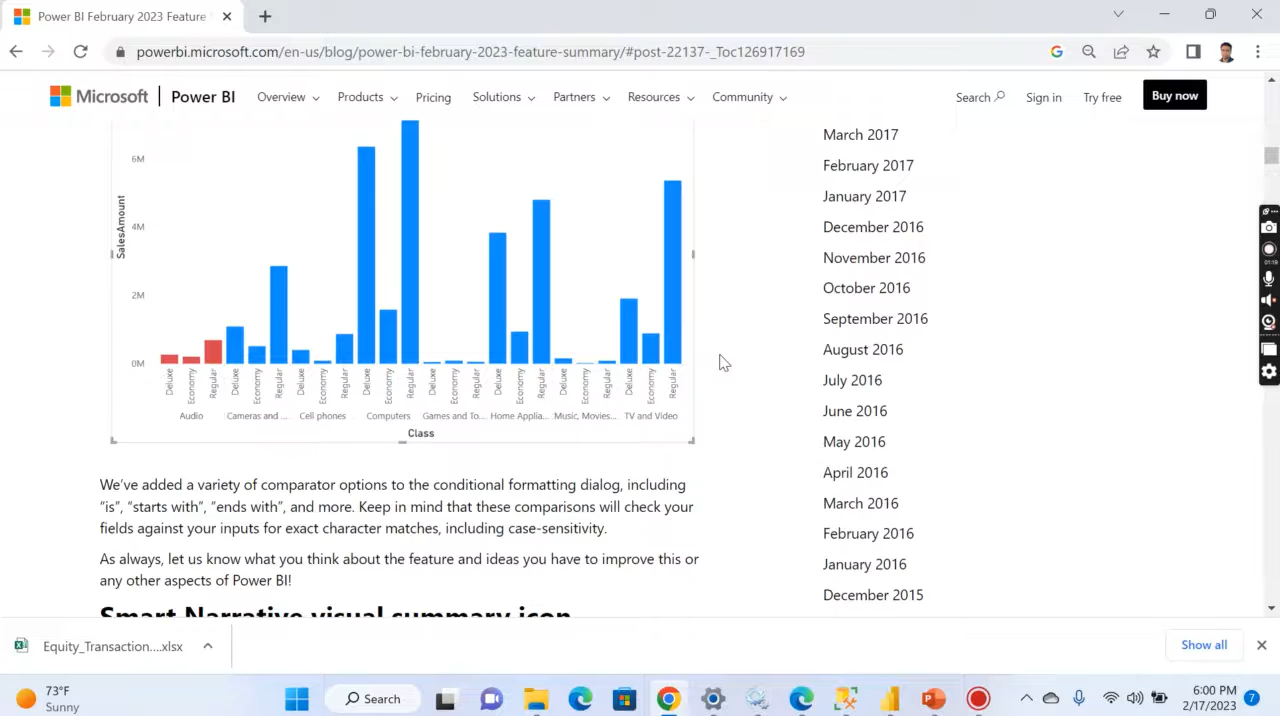 Power BI February 2023 Feature
powerbi.microsoft.com/en-us/blog/power-bi-february-2023-feature-summary/#post-22137-_Toc126917169
Microsoft Power BI Overview Products Pricing Solutions Partners Resources Community Search Sign in Try free Buy now
6M
4M
2M
0M
SalesAmount
Deluxe Economy Regular Deluxe Economy Regular Deluxe Economy Regular Deluxe Economy Regular Deluxe Economy Regular Deluxe Economy Regular Deluxe Economy Regular Deluxe Economy Regular
Audio Cameras and ... Cell phones Computers Games and To... Home Applia... Music, Movies... TV and Video
Class
We've added a variety of comparator options to the conditional formatting dialog, including
"is", "starts with", "ends with", and more. Keep in mind that these comparisons will check your
fields against your inputs for exact character matches, including case-sensitivity.
As always, let us know what you think about the feature and ideas you have to improve this or
any other aspects of Power BI!
Smart Narrative visual summary icon
March 2017
February 2017
January 2017
December 2016
November 2016
October 2016
September 2016
August 2016
July 2016
June 2016
May 2016
April 2016
March 2016
February 2016
January 2016
December 2015
01:19
Equity_Transaction....xlsx
Show all
73°F
Sunny
Search
6:00 PM
2/17/2023
7